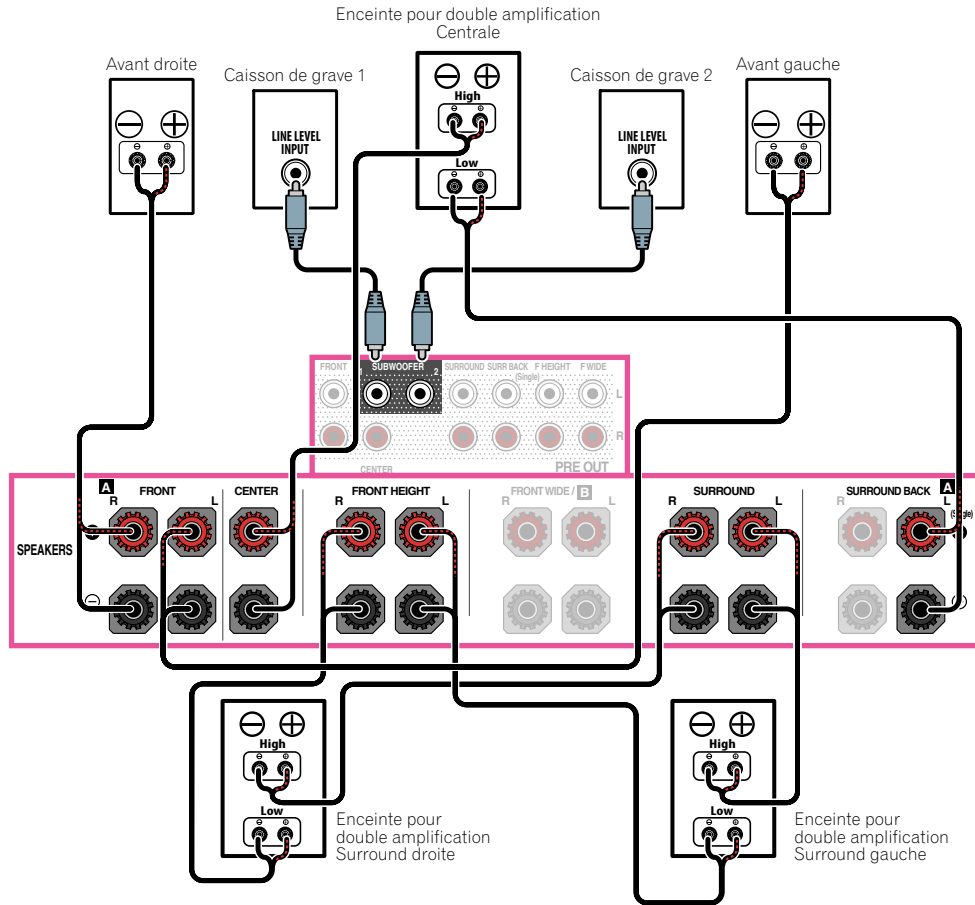 Enceinte pour double amplification
Centrale
Avant droite
Caisson de grave 1
Caisson de grave 2
Avant gauche
High
LINE LEVEL
INPUT
LINE LEVEL
INPUT
Low
FRONT
1
SUBWOOFER
2
SURROUND
SURR BACK
(Single)
F HEIGHT
F WIDE
L
R
CENTER
PRE OUT
SPEAKERS
A
R
FRONT
L
CENTER
R
FRONT HEIGHT
L
FRONT WIDE / B
R
L
SURROUND
R
L
SURROUND BACK
A
R
L
(Single)
High
Low
Enceinte pour
double amplification
Surround droite
High
Low
Enceinte pour
double amplification
Surround gauche